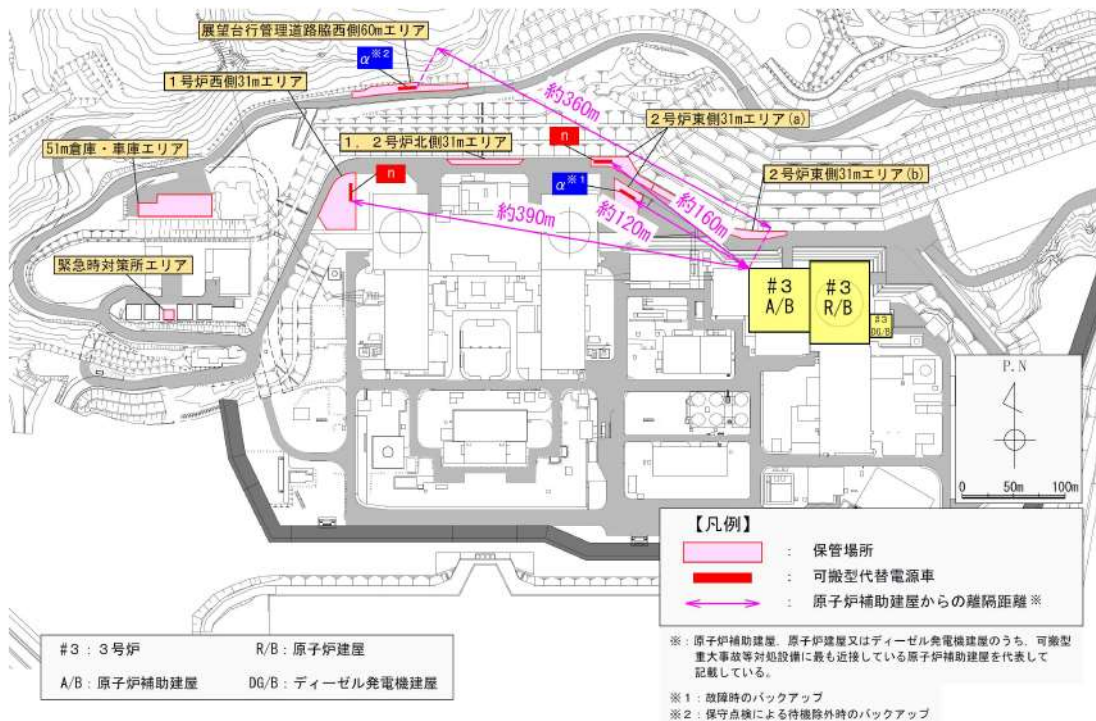 展望台行管理道路脇西側60mエリア
α※2
1号炉西側31mエリア
約360m
2号炉東側31mエリア(a)
51m倉庫・車庫エリア
1,2号炉北側31mエリア
n
n
α※1
2号炉東側31mエリア(b)
約390m
約120m
約160m
緊急時対策所エリア
#3
A/B
#3
R/B
#3
DG/B
P.N
0 50m 100m
【凡例】
: 保管場所
: 可搬型代替電源車
: 原子炉補助建屋からの離隔距離※
#3:3号炉 R/B:原子炉建屋
A/B:原子炉補助建屋 DG/B:ディーゼル発電機建屋
※:原子炉補助建屋,原子炉建屋又はディーゼル発電機建屋のうち,可搬型
重大事故等対処設備に最も近接している原子炉補助建屋を代表して
記載している。
※1:故障時のバックアップ
※2:保守点検による待機除外時のバックアップ